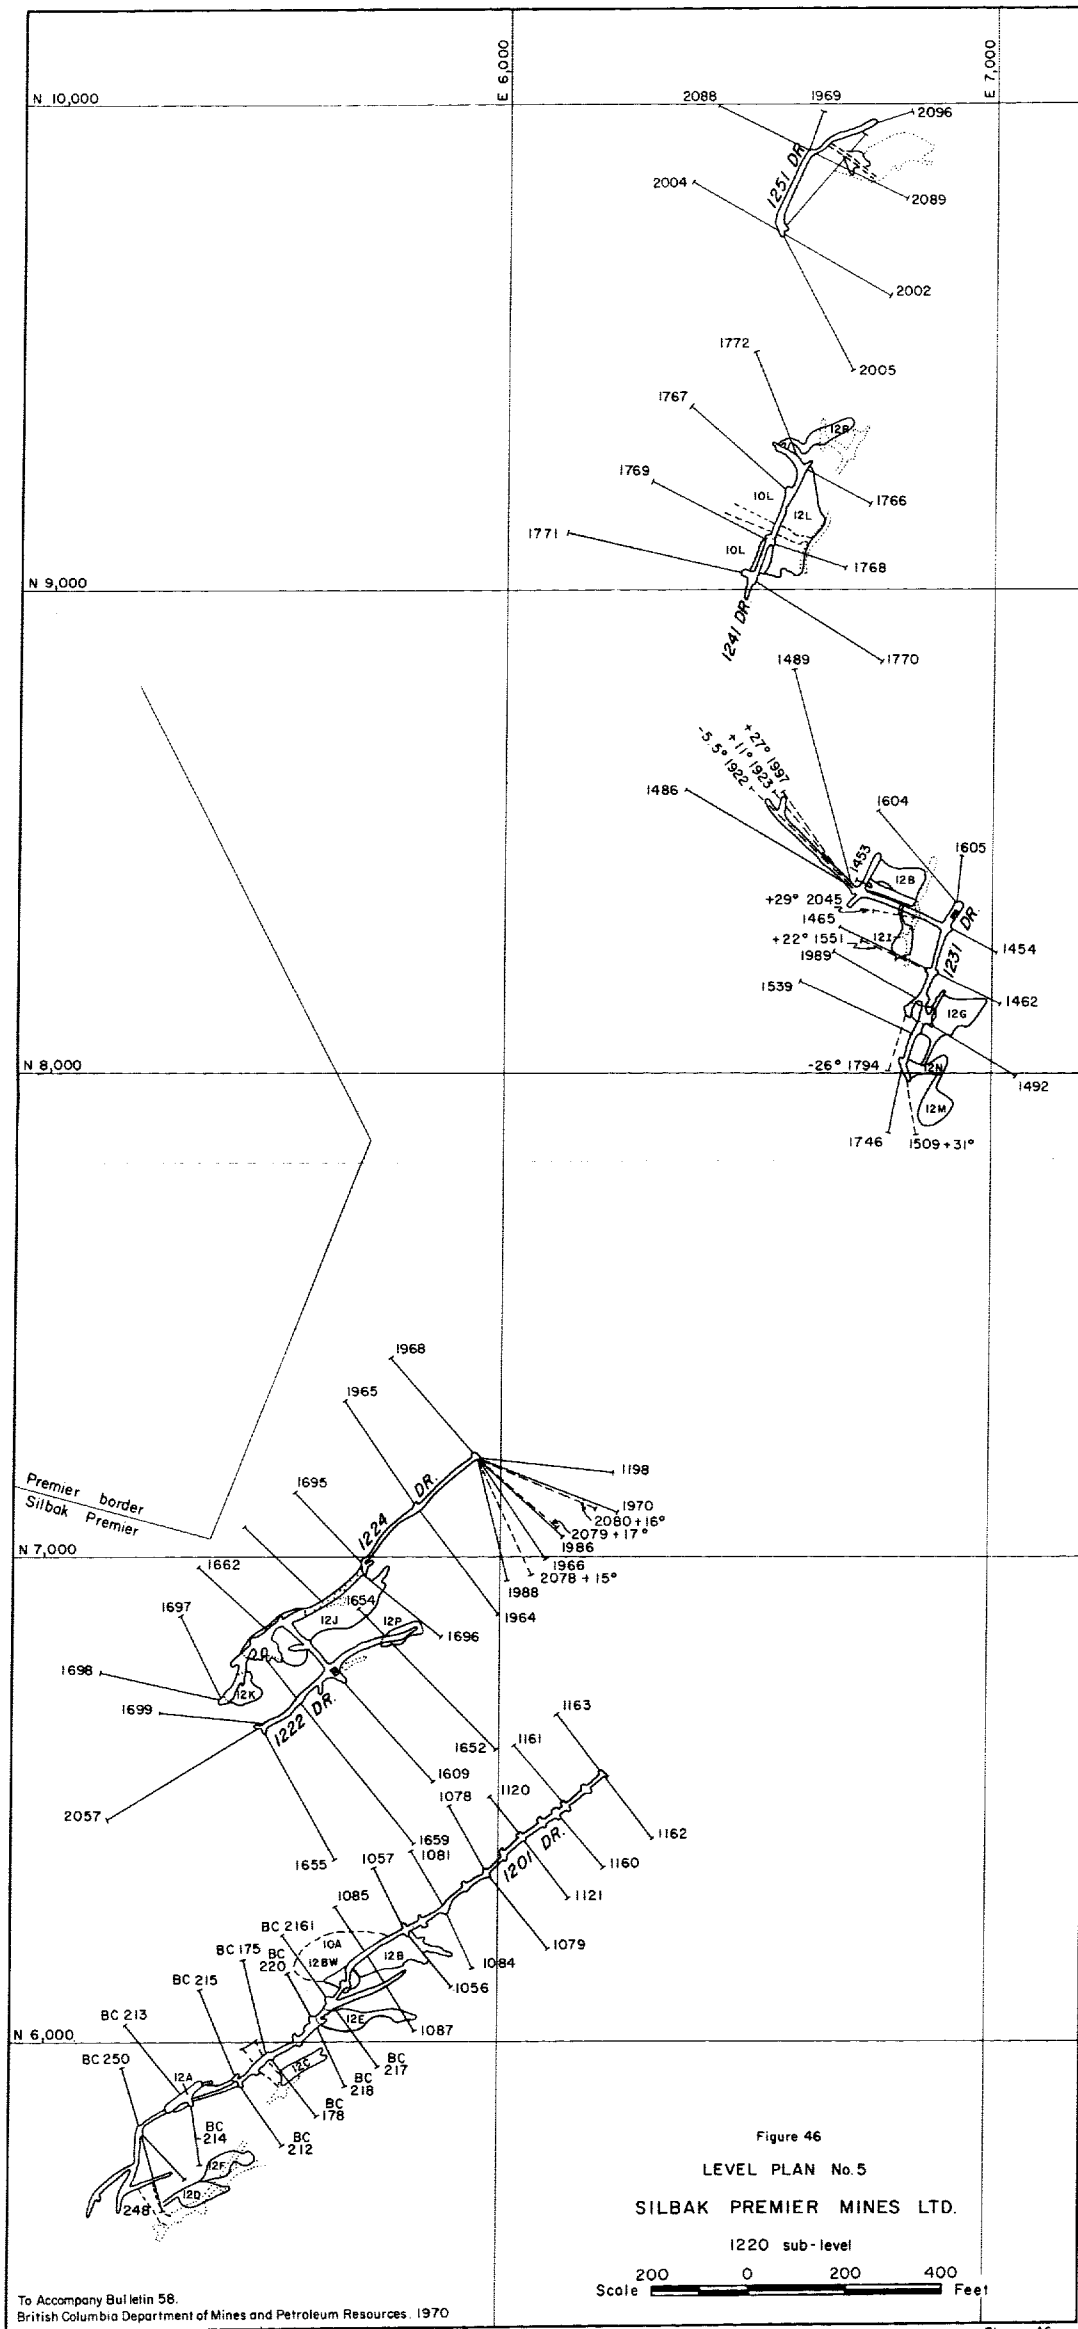 E 6,000
E 7,000
N 10,000
2088
1969
2096
1251 DR.
2004
2089
2002
2005
1772
1767
12R
1769
10L
1766
12L
1771
10L
1768
N 9,000
1241 DR.
1770
1489
+27° 1997
+11° 1923
-5.5° 1922
1486
1604
1453
1605
12B
+29° 2045
1465
12I
1231 DR.
+22° 1551
1454
1989
1539
1462
12G
N 8,000
-26° 1794
12N
1492
12M
1746
1509 +31°
1968
1965
1198
1695
1224 DR.
1970
Premier border
Silbak Premier
2080 +16°
2079 +17°
1986
N 7,000
1662
1966
2078 + 15°
1988
1654
1964
1697
12J
12P
1696
1698
12K
1699
1222 DR.
1163
1652
1161
1609
1078
1120
2057
1162
1659
1201 DR.
1655
1081
1160
1057
1121
1085
BC 2161
10A
1079
BC 175
BC
220
12BW
12B
1084
BC 215
1056
BC 213
12E
N 6,000
1087
BC 250
12C
BC
217
12A
BC
218
BC
178
BC
214
BC
212
12F
12D
248
Figure 46
LEVEL PLAN No. 5
SILBAK PREMIER MINES LTD.
1220 sub-level
200 0 200 400
Scale Feet
To Accompany Bulletin 58.
British Columbia Department of Mines and Petroleum Resources, 1970